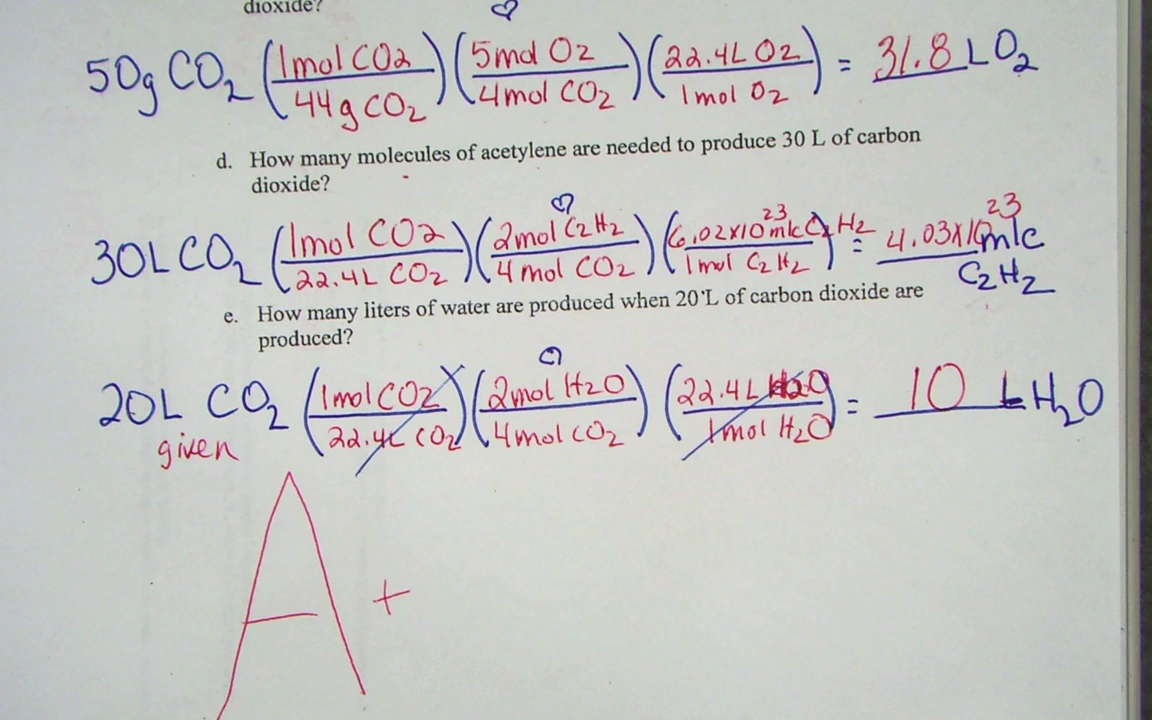 dioxide?
50g CO2 (1mol CO2 / 44g CO2) (5mol O2 / 4mol CO2) (22.4L O2 / 1mol O2) = 31.8 L O2
d. How many molecules of acetylene are needed to produce 30 L of carbon
dioxide?
30L CO2 (1mol CO2 / 22.4L CO2) (2mol C2H2 / 4mol CO2) (6.02x10^23 mlc C2H2 / 1mol C2H2) = 4.03x10^23 mlc C2H2
e. How many liters of water are produced when 20 L of carbon dioxide are
produced?
20L CO2 (1mol CO2 / 22.4L CO2) (2mol H2O / 4mol CO2) (22.4L H2O / 1mol H2O) = 10 L H2O
given
A+